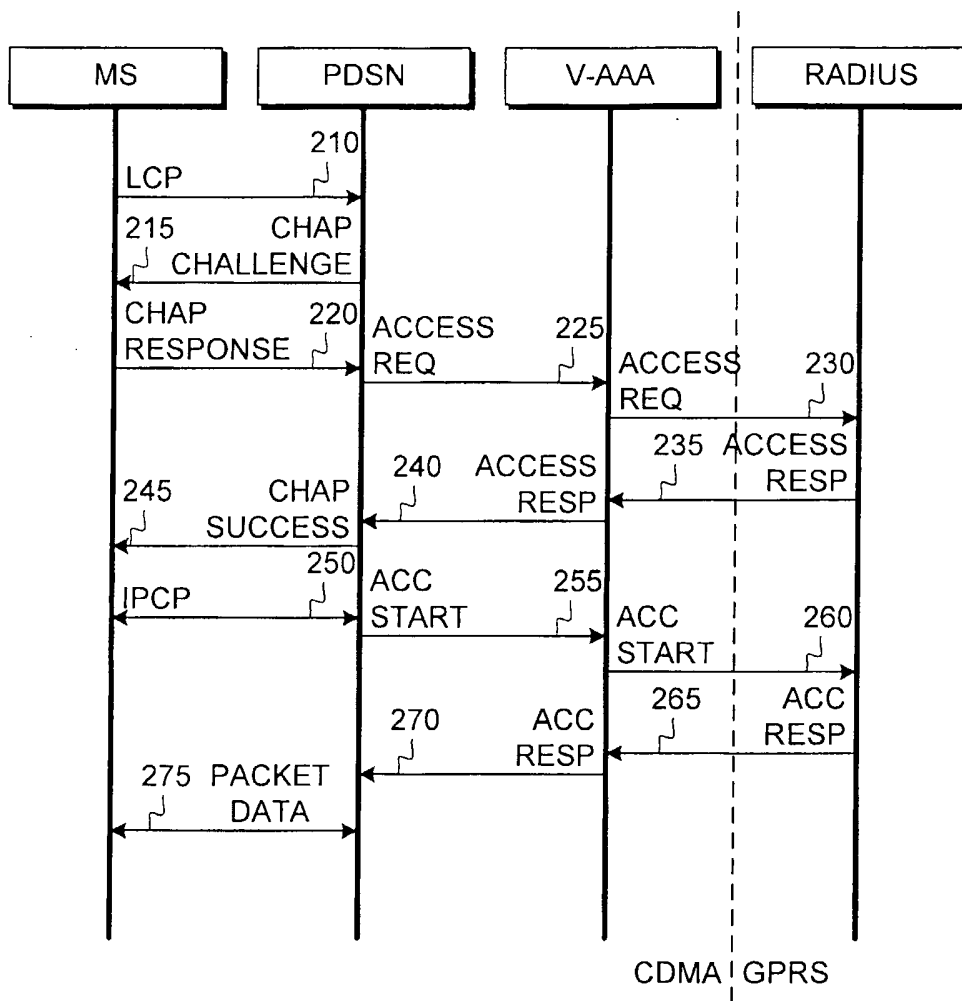 MS
PDSN
V-AAA
RADIUS
210
LCP
215
CHAP
CHALLENGE
CHAP
RESPONSE
220
ACCESS
REQ
225
ACCESS
REQ
230
235
ACCESS
RESP
240
ACCESS
RESP
245
CHAP
SUCCESS
250
IPCP
ACC
START
255
ACC
START
260
265
ACC
RESP
270
ACC
RESP
275
PACKET
DATA
CDMA
GPRS